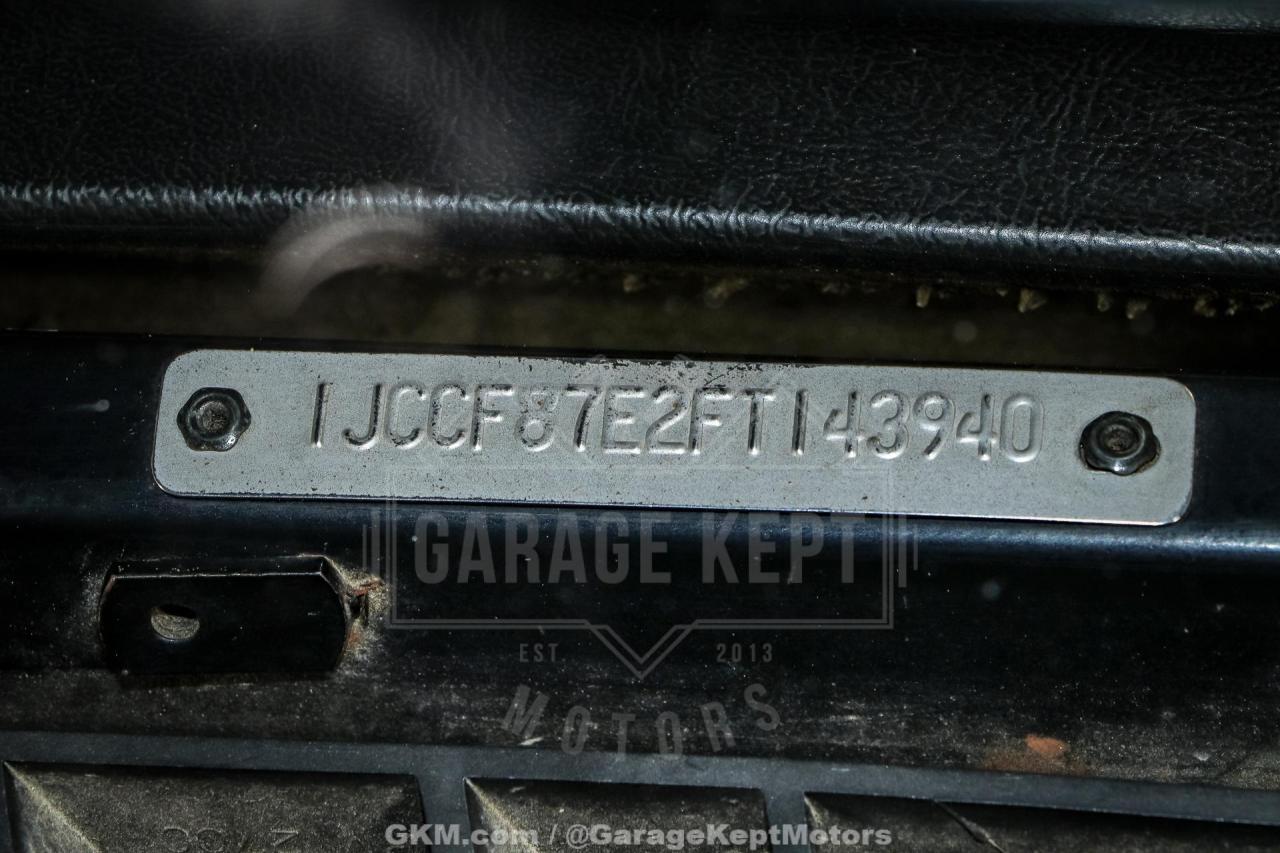 1JCCF87E2FT143940
GARAGE KEPT
EST 2013
MOTORS
GKM.com / @GarageKeptMotors